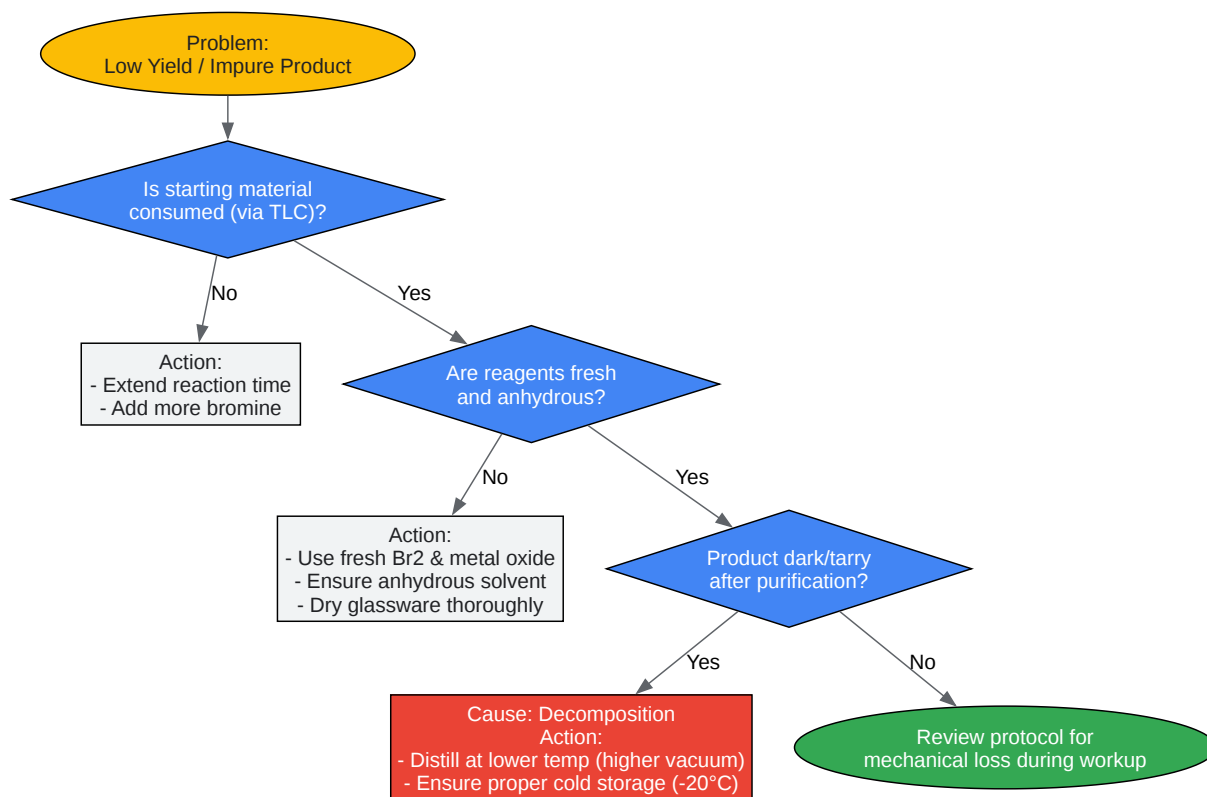 Problem:
Low Yield / Impure Product
Is starting material
consumed (via TLC)?
No
Yes
Action:
- Extend reaction time
- Add more bromine
Are reagents fresh
and anhydrous?
No
Yes
Action:
- Use fresh Br2 & metal oxide
- Ensure anhydrous solvent
- Dry glassware thoroughly
Product dark/tarry
after purification?
Yes
No
Cause: Decomposition
Action:
- Distill at lower temp (higher vacuum)
- Ensure proper cold storage (-20°C)
Review protocol for
mechanical loss during workup